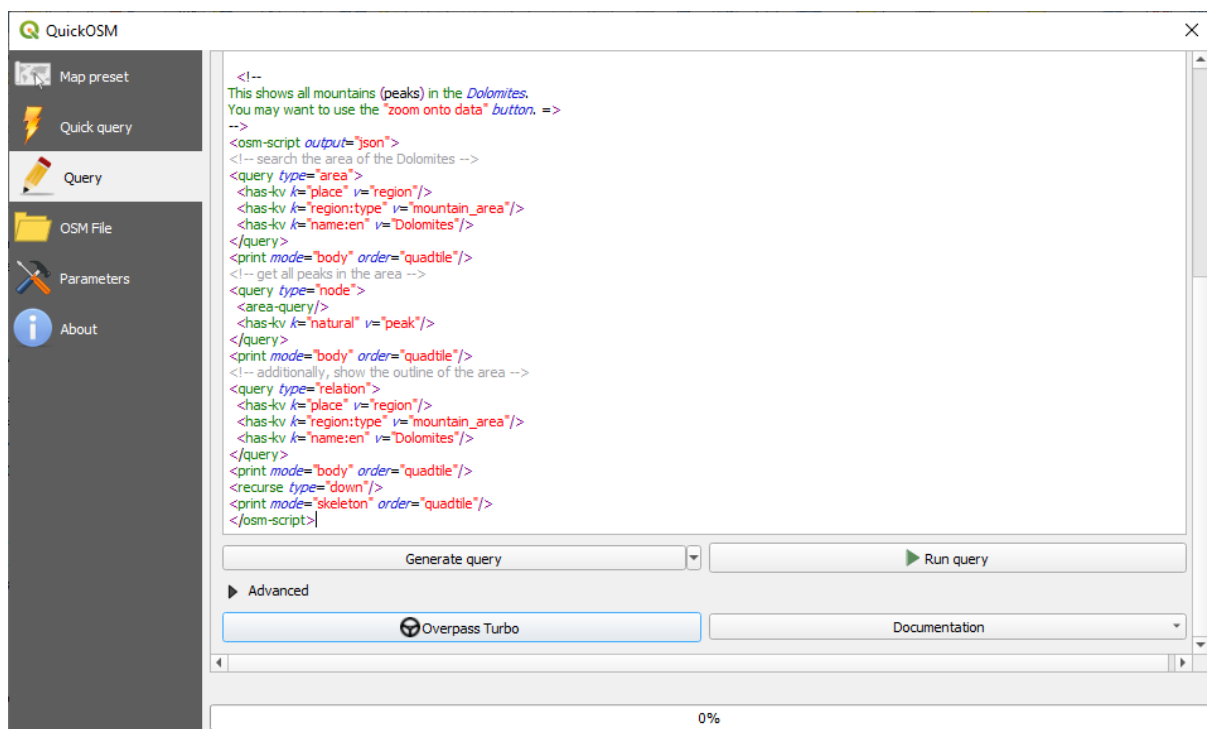 QuickOSM
Map preset
Quick query
Query
OSM File
Parameters
About
<!--
This shows all mountains (peaks) in the Dolomites.
You may want to use the "zoom onto data" button. =>
-->
<osm-script output="json">
<!-- search the area of the Dolomites -->
<query type="area">
<has-kv k="place" v="region"/>
<has-kv k="region:type" v="mountain_area"/>
<has-kv k="name:en" v="Dolomites"/>
</query>
<print mode="body" order="quadtile"/>
<!-- get all peaks in the area -->
<query type="node">
<area-query/>
<has-kv k="natural" v="peak"/>
</query>
<print mode="body" order="quadtile"/>
<!-- additionally, show the outline of the area -->
<query type="relation">
<has-kv k="place" v="region"/>
<has-kv k="region:type" v="mountain_area"/>
<has-kv k="name:en" v="Dolomites"/>
</query>
<print mode="body" order="quadtile"/>
<recurse type="down"/>
<print mode="skeleton" order="quadtile"/>
</osm-script>
Generate query
Run query
Advanced
Overpass Turbo
Documentation
0%